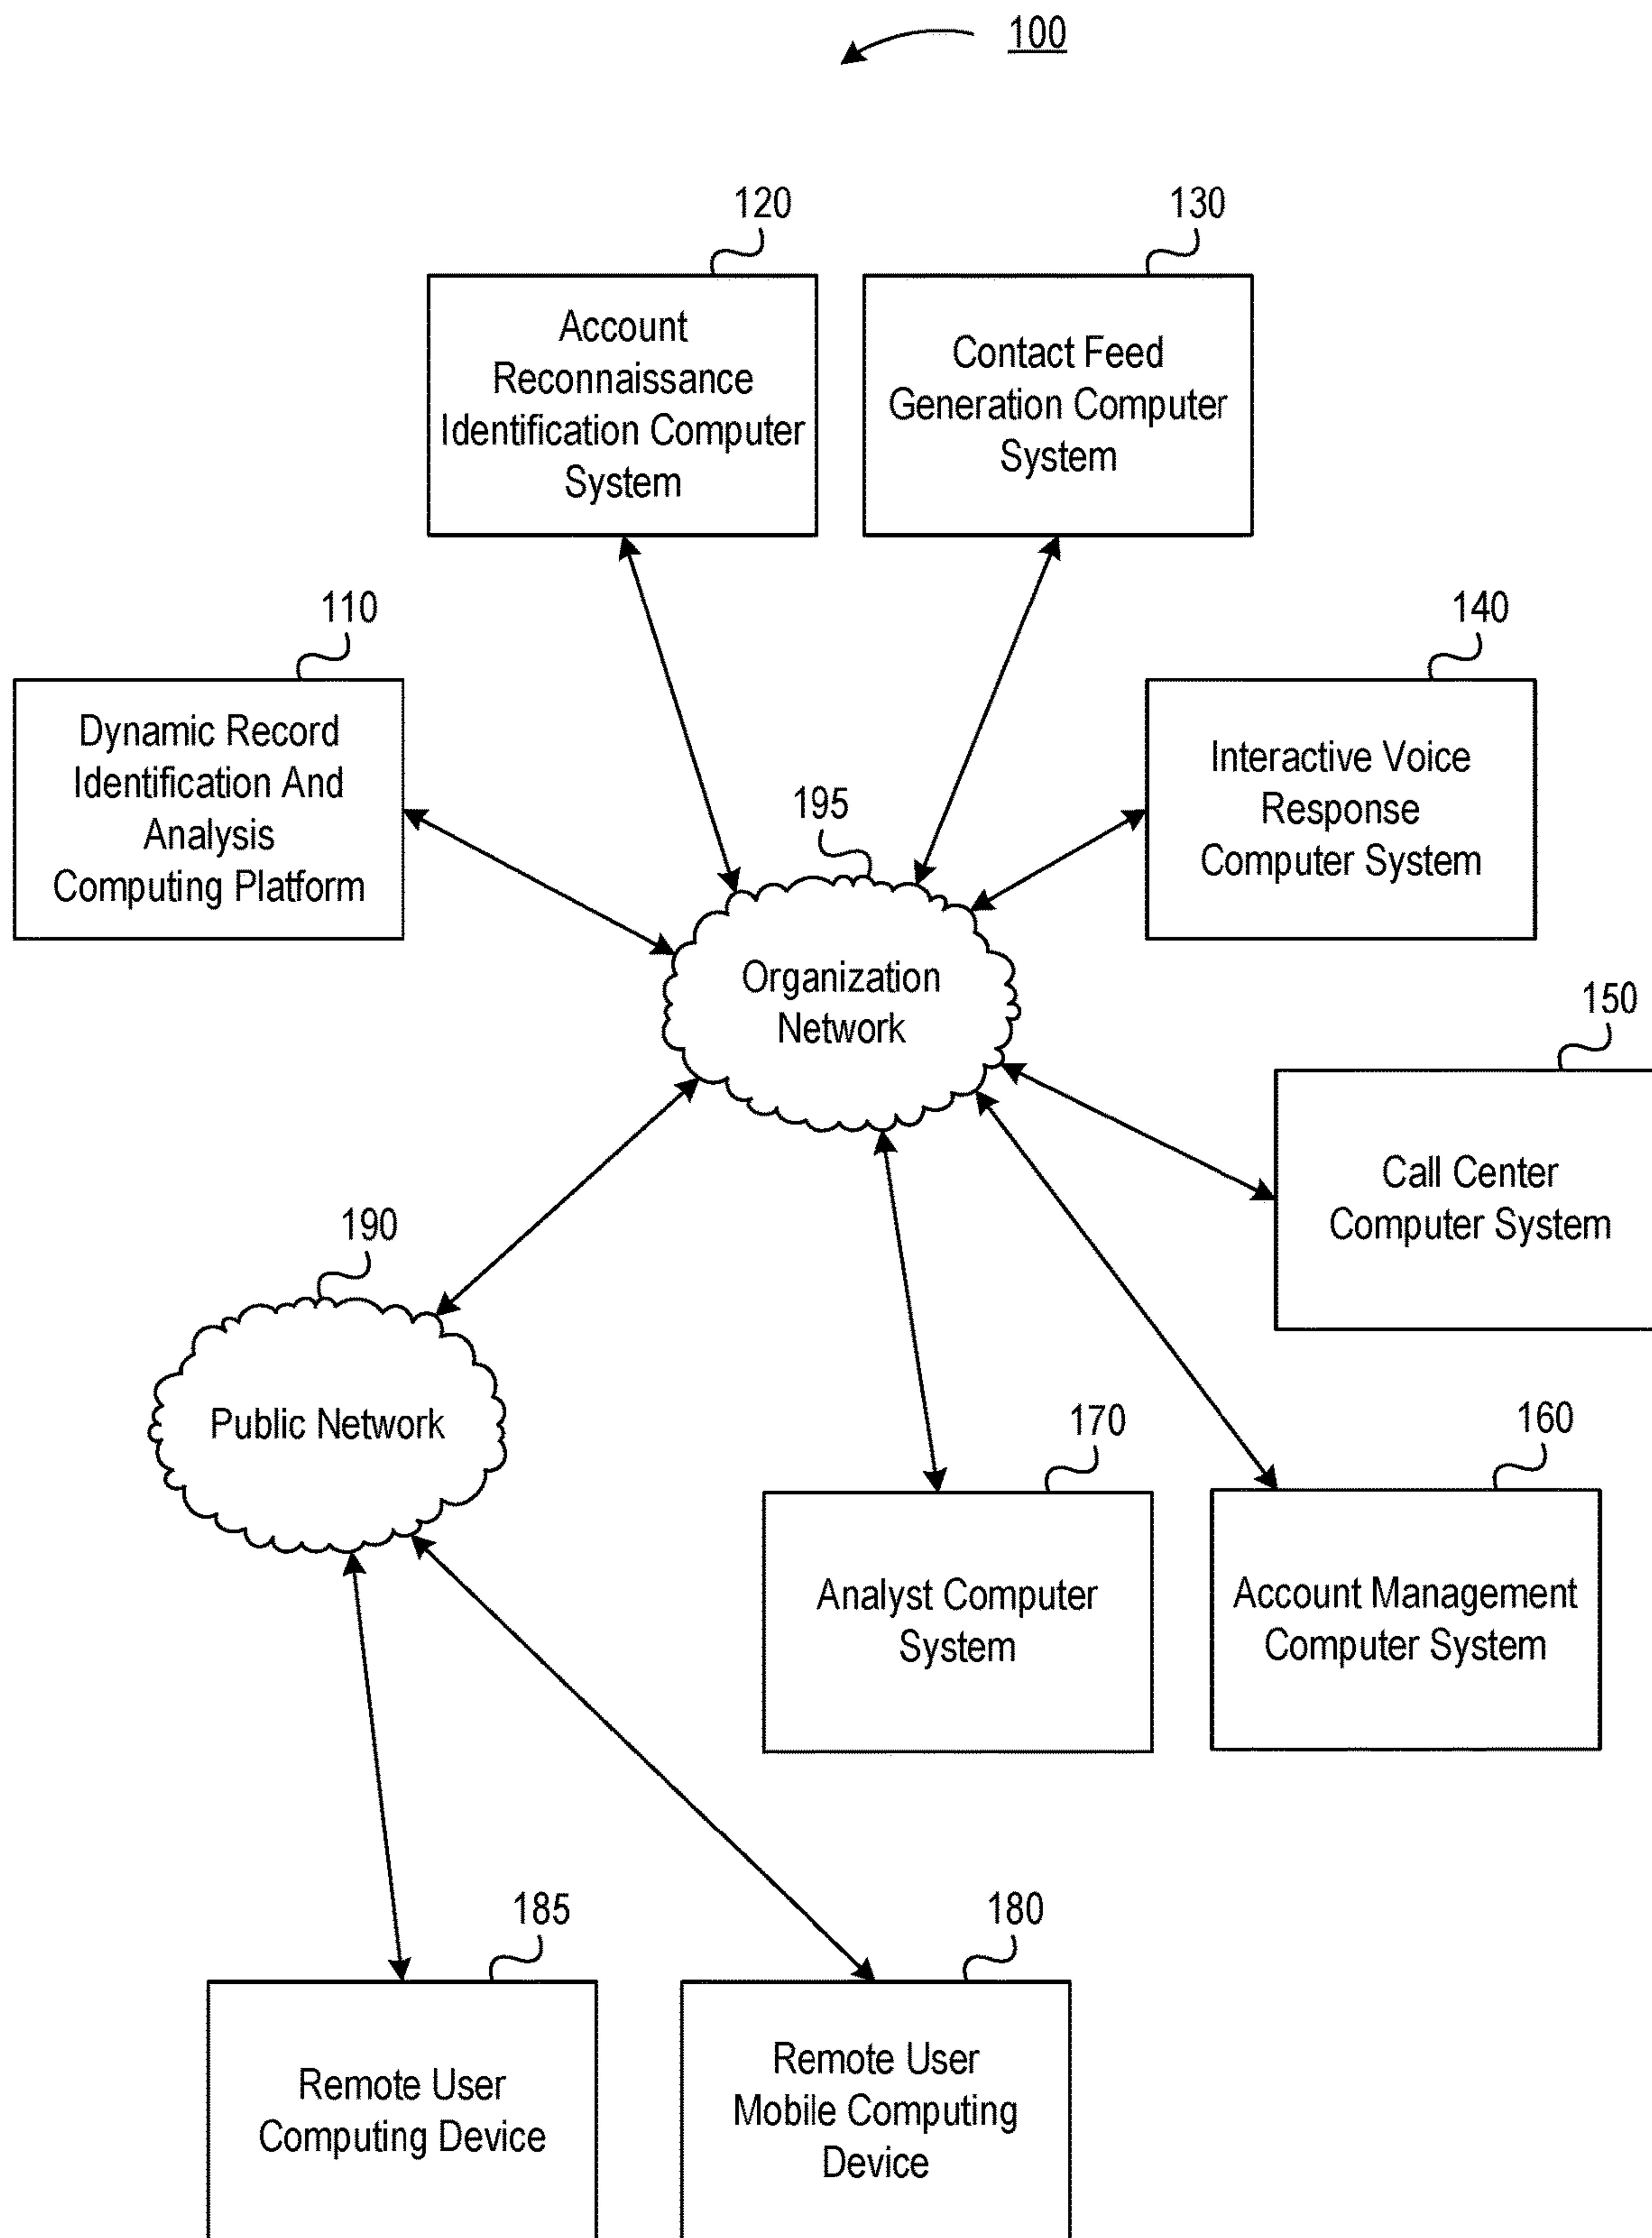 100
120
Account
Reconnaissance
Identification Computer
System
130
Contact Feed
Generation Computer
System
110
Dynamic Record
Identification And
Analysis
Computing Platform
140
Interactive Voice
Response
Computer System
195
Organization
Network
150
Call Center
Computer System
190
Public Network
170
Analyst Computer
System
160
Account Management
Computer System
185
Remote User
Computing Device
180
Remote User
Mobile Computing
Device